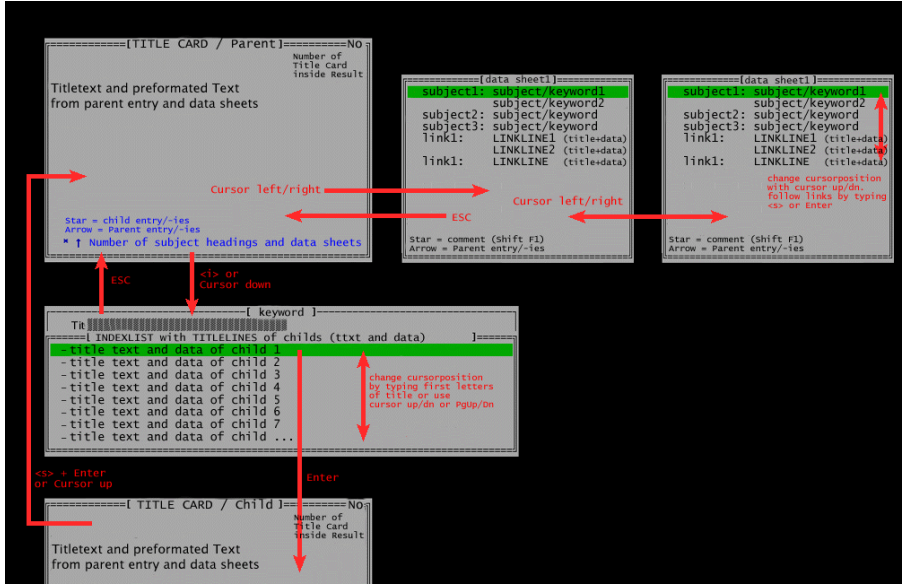 [TITLE CARD / Parent] No
Number of
Title Card
inside Result
Titletext and preformated Text
from parent entry and data sheets
Star = child entry/-ies
Arrow = Parent entry/-ies
* ↑ Number of subject headings and data sheets
[data sheet1]
subject1: subject/keyword1
subject/keyword2
subject2: subject/keyword
subject3: subject/keyword
link1: LINKLINE1 (title+data)
LINKLINE2 (title+data)
link1: LINKLINE (title+data)
Star = comment (Shift F1)
Arrow = Parent entry/-ies
[data sheet1]
subject1: subject/keyword1
subject/keyword2
subject2: subject/keyword
subject3: subject/keyword
link1: LINKLINE1 (title+data)
LINKLINE2 (title+data)
link1: LINKLINE (title+data)
change cursorposition
with cursor up/dn.
follow links by typing
<s> or Enter
Star = comment (Shift F1)
Arrow = Parent entry/-ies
Cursor left/right
ESC
Cursor left/right
ESC
<i> or
Cursor down
[ keyword ]
Tit
[ INDEXLIST with TITLELINES of childs (ttxt and data) ]
-title text and data of child 1
-title text and data of child 2
-title text and data of child 3
-title text and data of child 4
-title text and data of child 5
-title text and data of child 6
-title text and data of child 7
-title text and data of child ...
change cursorposition
by typing first letters
of title or use
cursor up/dn or PgUp/Dn
<s> + Enter
or Cursor up
Enter
[ TITLE CARD / Child ] No
Number of
Title Card
inside Result
Titletext and preformated Text
from parent entry and data sheets